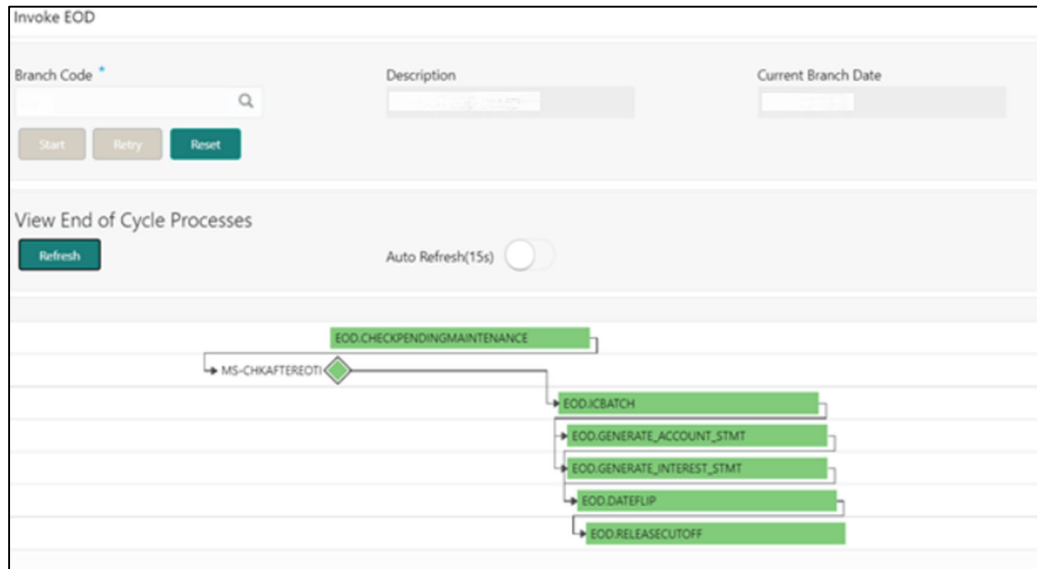 Invoke EOD
Branch Code *
Description
Current Branch Date
Start
Retry
Reset
View End of Cycle Processes
Refresh
Auto Refresh(15s)
EOD.CHECKPENDINGMAINTENANCE
MS-CHKAFTEREOTI
EOD.ICBATCH
EOD.GENERATE_ACCOUNT_STMT
EOD.GENERATE_INTEREST_STMT
EOD.DATEFLIP
EOD.RELEASECUTOFF